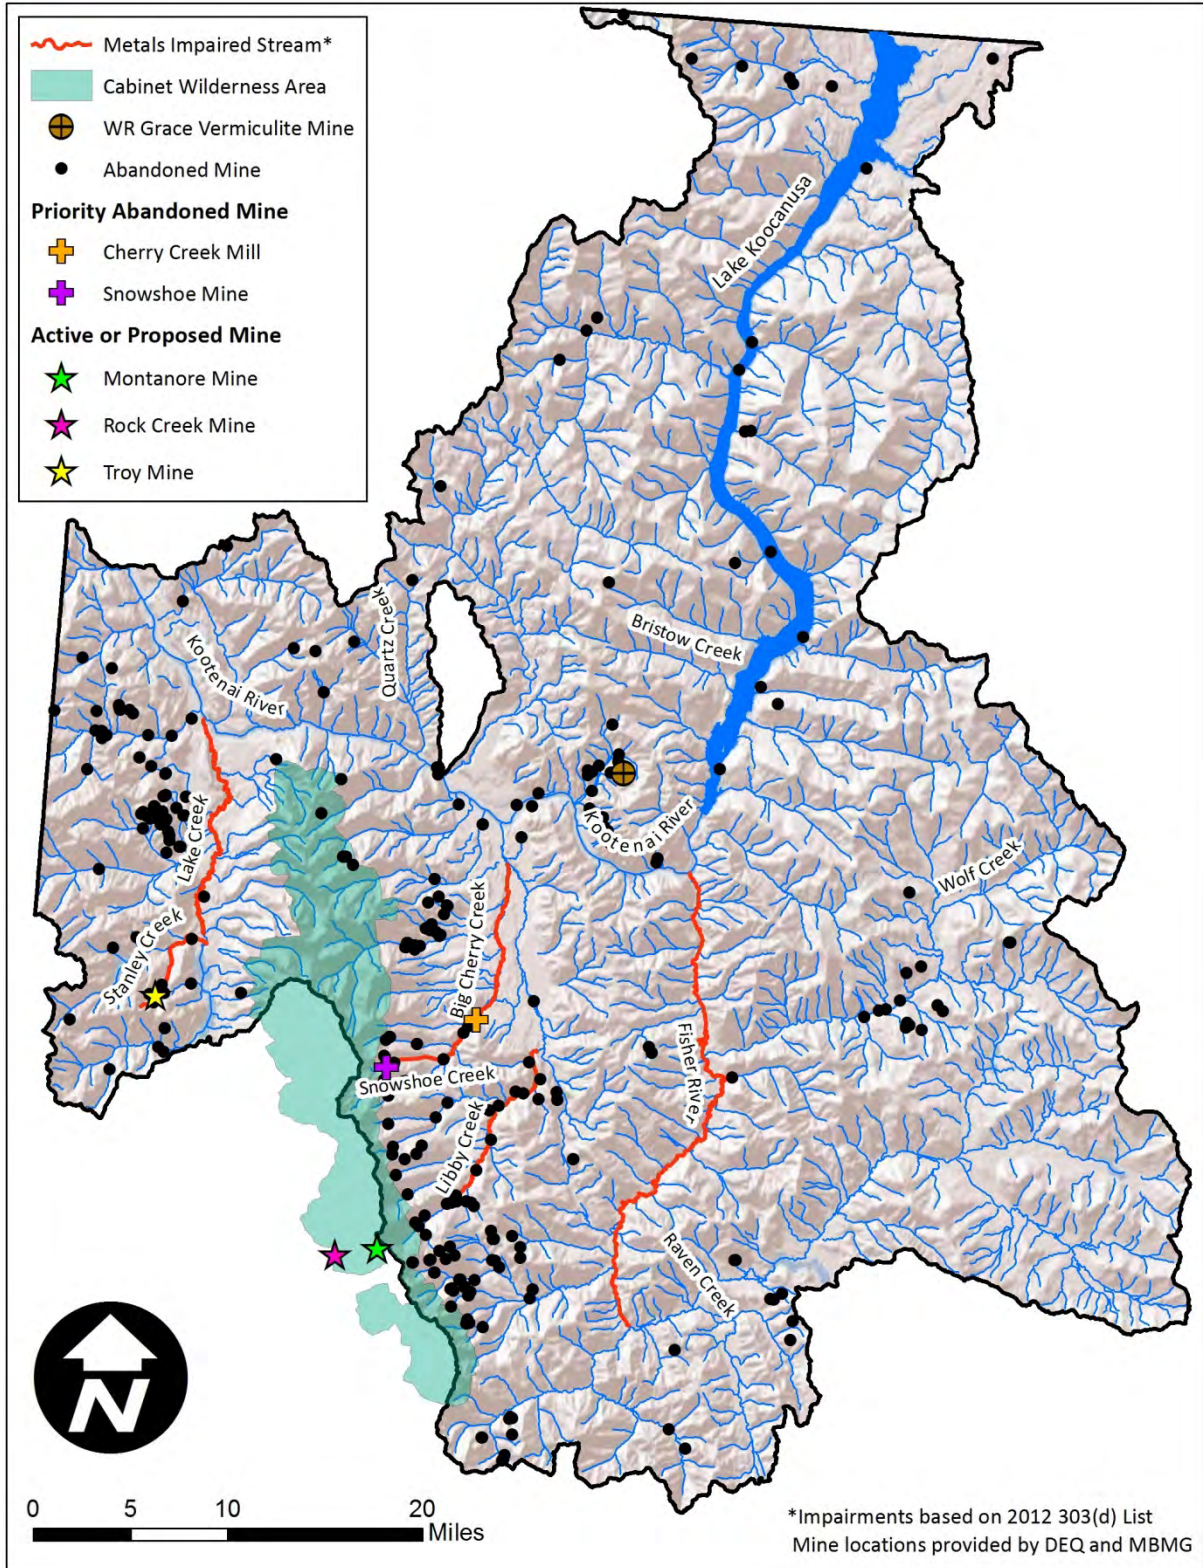 Metals Impaired Stream*
Cabinet Wilderness Area
WR Grace Vermiculite Mine
Abandoned Mine
Priority Abandoned Mine
Cherry Creek Mill
Snowshoe Mine
Active or Proposed Mine
Montanore Mine
Rock Creek Mine
Troy Mine
Lake Koocanusa
Quartz Creek
Bristow Creek
Kootenai River
Kootenai River
Lake Creek
Wolf Creek
Stanley Creek
Big Cherry Creek
Fisher River
Snowshoe Creek
Libby Creek
Raven Creek
N
0 5 10 20
Miles
*Impairments based on 2012 303(d) List
Mine locations provided by DEQ and MBMG